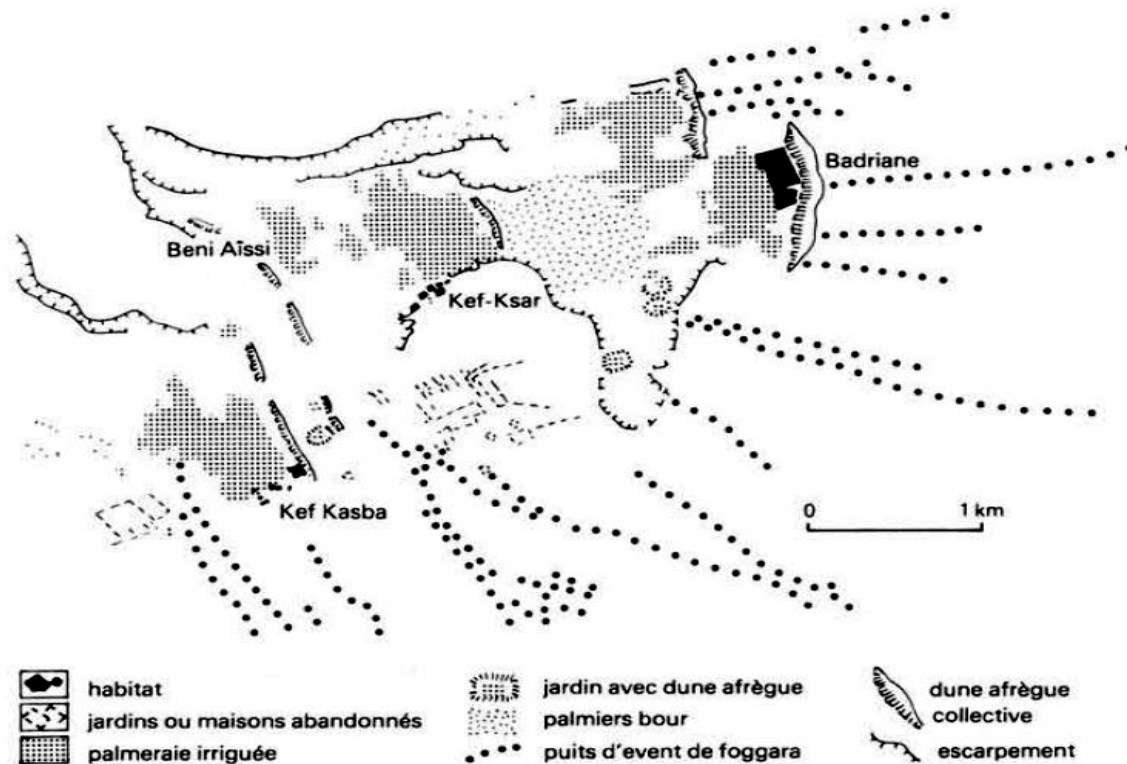 Badriane
Beni Aïssi
Kef-Ksar
Kef Kasba
0 1 km
habitat
jardins ou maisons abandonnés
palmeraie irriguée
jardin avec dune afrègue
palmiers bour
puits d'event de foggara
dune afrègue
collective
escarpement